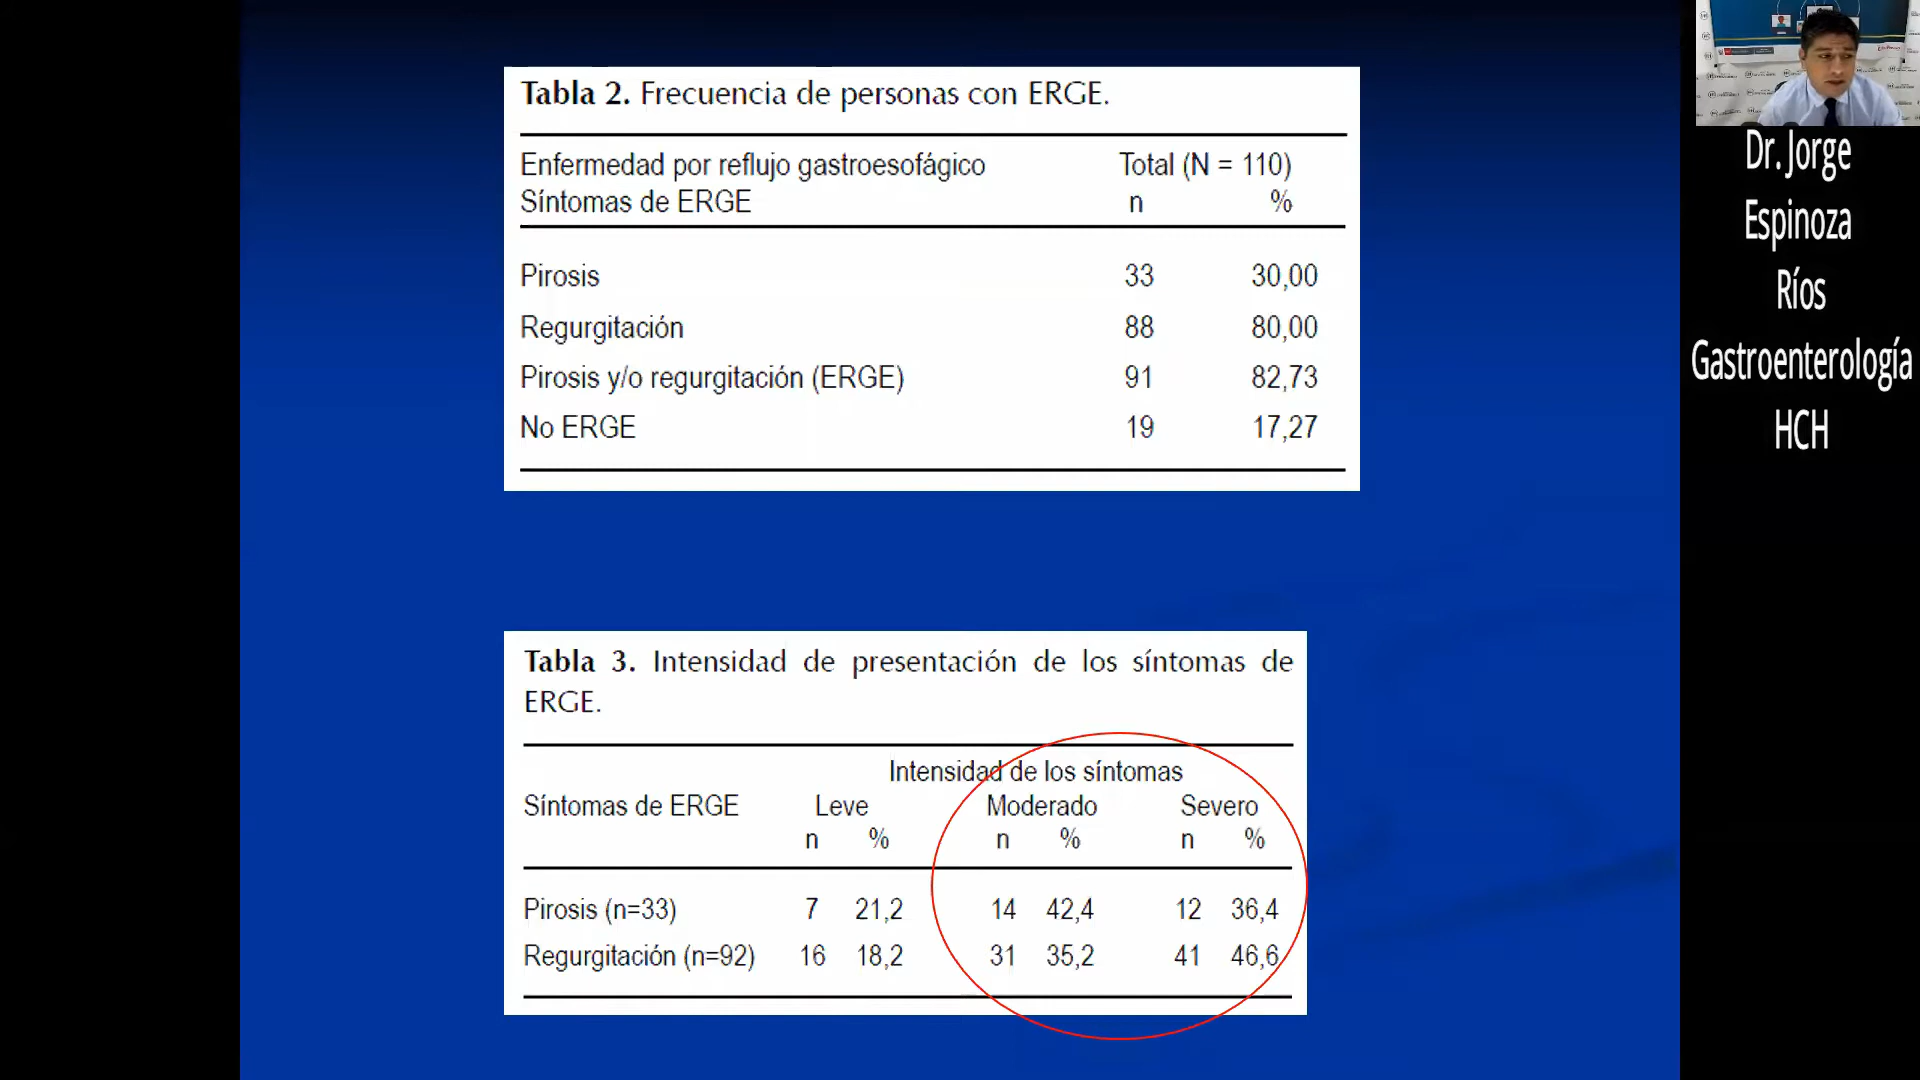 Tabla 2. Frecuencia de personas con ERGE.
Enfermedad por reflujo gastroesofágico Total (N = 110)
Síntomas de ERGE n %
Pirosis 33 30,00
Regurgitación 88 80,00
Pirosis y/o regurgitación (ERGE) 91 82,73
No ERGE 19 17,27
Tabla 3. Intensidad de presentación de los síntomas de
ERGE.
Intensidad de los síntomas
Síntomas de ERGE Leve Moderado Severo
n % n % n %
Pirosis (n=33) 7 21,2 14 42,4 12 36,4
Regurgitación (n=92) 16 18,2 31 35,2 41 46,6
Dr. Jorge
Espinoza
Ríos
Gastroenterología
HCH